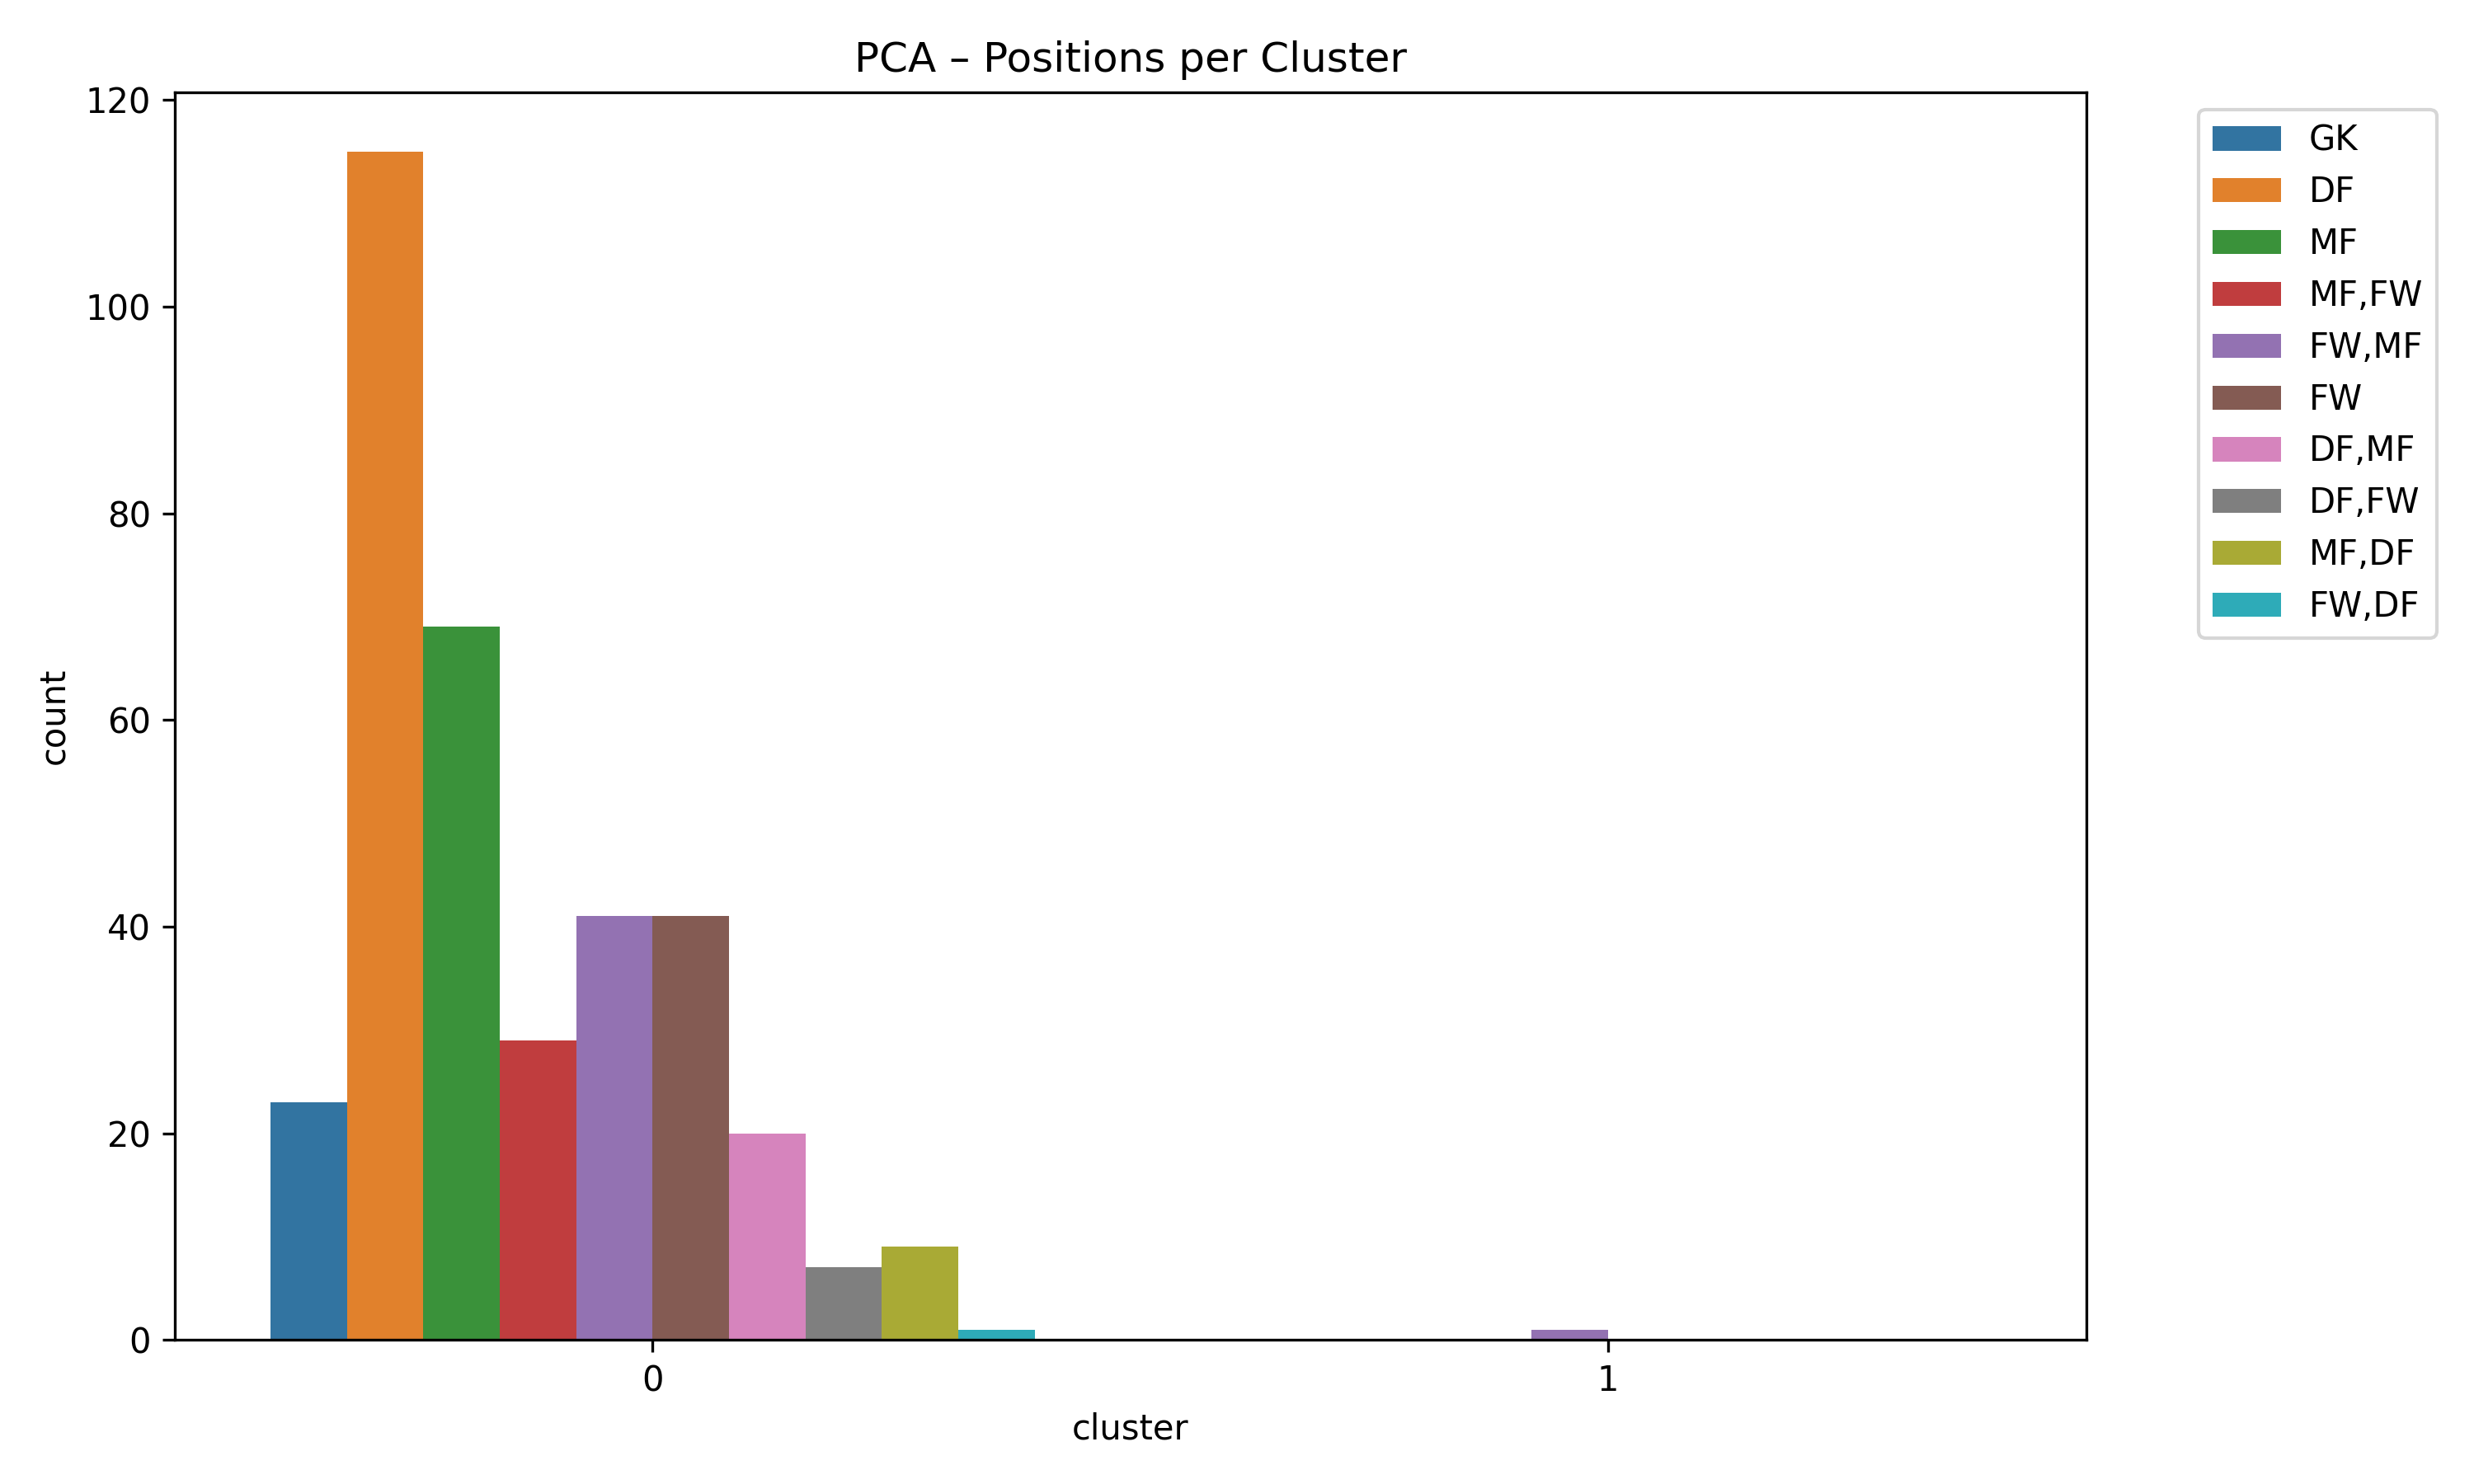 PCA – Positions per Cluster
120
100
80
60
40
20
0
count
0
1
cluster
GK
DF
MF
MF,FW
FW,MF
FW
DF,MF
DF,FW
MF,DF
FW,DF